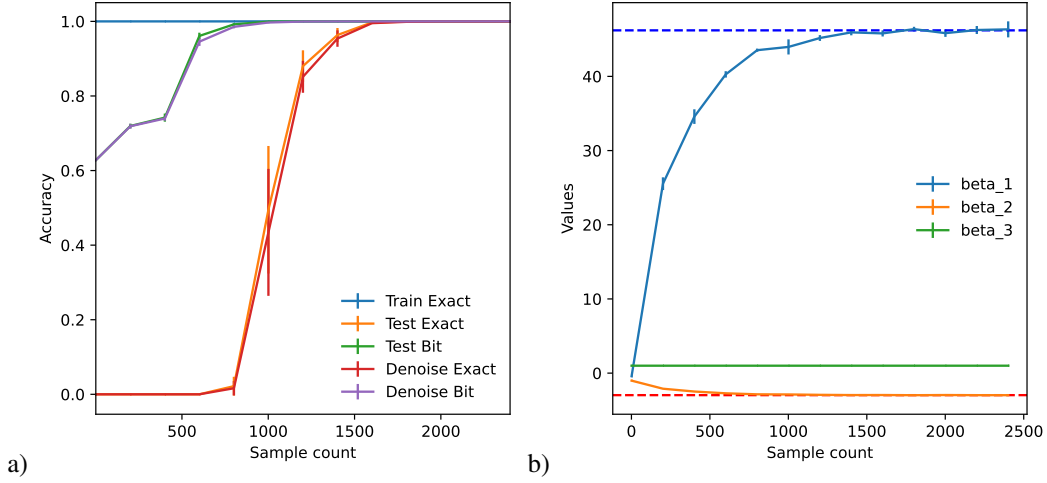 1.0
0.8
0.6
0.4
0.2
0.0
Accuracy
500
1000
1500
2000
Sample count
Train Exact
Test Exact
Test Bit
Denoise Exact
Denoise Bit
a)
40
30
20
10
0
Values
0
500
1000
1500
2000
2500
Sample count
beta_1
beta_2
beta_3
b)